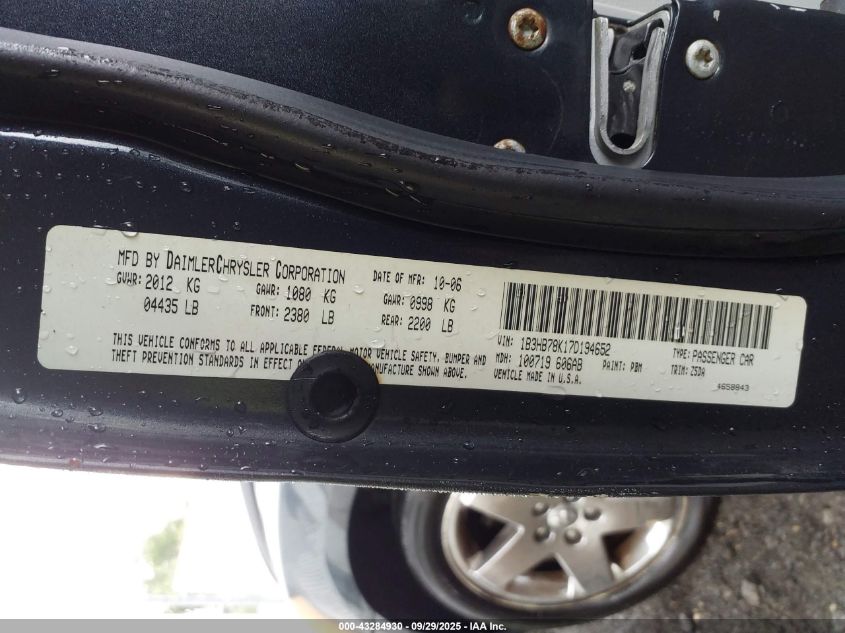 MFD BY DAIMLERCHRYSLER CORPORATION DATE OF MFR: 10-06
GVWR: 2012 KG GAWR: 1080 KG GAWR: 0998 KG
04435 LB FRONT: 2380 LB REAR: 2200 LB
THIS VEHICLE CONFORMS TO ALL APPLICABLE FEDERAL MOTOR VEHICLE SAFETY, BUMPER AND
THEFT PREVENTION STANDARDS IN EFFECT ON MANUFACTURE SHOWN ABOVE.
VIN: 1B3HB78K17D194652 TYPE: PASSENGER CAR
MDH: 100719 606AB PAINT: PBM TRIM: Z5DA
VEHICLE MADE IN U.S.A.
4658843
000-43284930 - 09/29/2025 - IAA Inc.